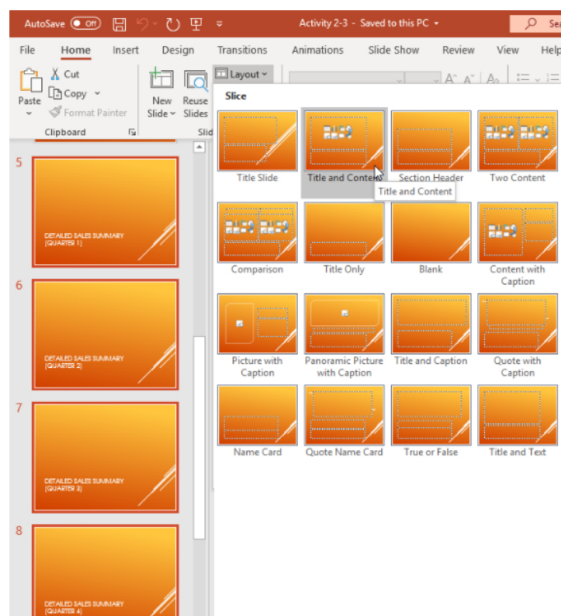 AutoSave Off Activity 2-3 - Saved to this PC Sea
File Home Insert Design Transitions Animations Slide Show Review View Help
Cut
Copy
Format Painter
Paste
Clipboard
New Slide
Reuse Slides
Layout
Slid
Slice
Title Slide Title and Content Section Header Two Content
Title and Content
Comparison Title Only Blank Content with Caption
Picture with Caption Panoramic Picture with Caption Title and Caption Quote with Caption
Name Card Quote Name Card True or False Title and Text
5
DETAILED SALES SUMMARY
(QUARTER 1)
6
DETAILED SALES SUMMARY
(QUARTER 2)
7
DETAILED SALES SUMMARY
(QUARTER 3)
8
DETAILED SALES SUMMARY
(QUARTER 4)